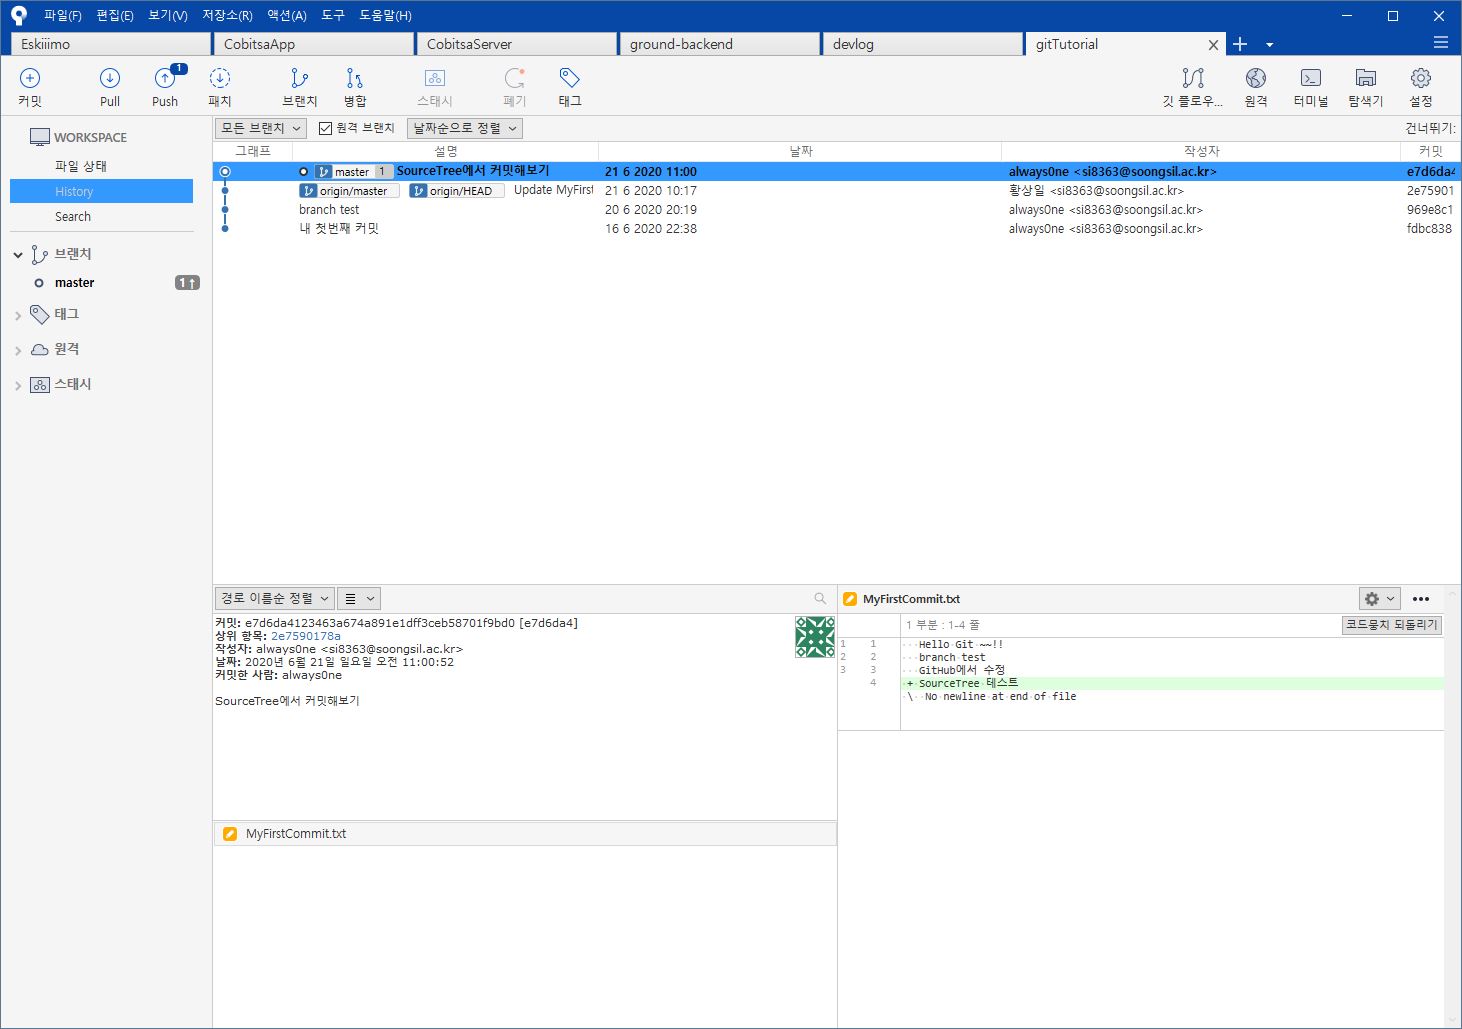 파일(F) 편집(E) 보기(V) 저장소(R) 액션(A) 도구 도움말(H)
Eskiiimo CobitsaApp CobitsaServer ground-backend devlog gitTutorial
1
커밋 Pull Push 패치 브랜치 병합 스태시 폐기 태그 깃 플로우... 원격 터미널 탐색기 설정
WORKSPACE
파일 상태
History
Search
브랜치
master 1↑
태그
원격
스태시
모든 브랜치 원격 브랜치 날짜순으로 정렬 건너뛰기:
그래프 설명 날짜 작성자 커밋
master 1 SourceTree에서 커밋해보기 21 6 2020 11:00 always0ne <si8363@soongsil.ac.kr> e7d6da4
origin/master origin/HEAD Update MyFirst 21 6 2020 10:17 황상일 <si8363@soongsil.ac.kr> 2e75901
branch test 20 6 2020 20:19 always0ne <si8363@soongsil.ac.kr> 969e8c1
내 첫번째 커밋 16 6 2020 22:38 always0ne <si8363@soongsil.ac.kr> fdbc838
경로 이름순 정렬
커밋: e7d6da4123463a674a891e1dff3ceb58701f9bd0 [e7d6da4]
상위 항목: 2e7590178a
작성자: always0ne <si8363@soongsil.ac.kr>
날짜: 2020년 6월 21일 일요일 오전 11:00:52
커밋한 사람: always0ne
SourceTree에서 커밋해보기
MyFirstCommit.txt
MyFirstCommit.txt
1 부분 : 1-4 줄 코드뭉치 되돌리기
1 1 Hello Git ~~!!
2 2 branch test
3 3 GitHub에서 수정
4 + SourceTree 테스트
\ No newline at end of file